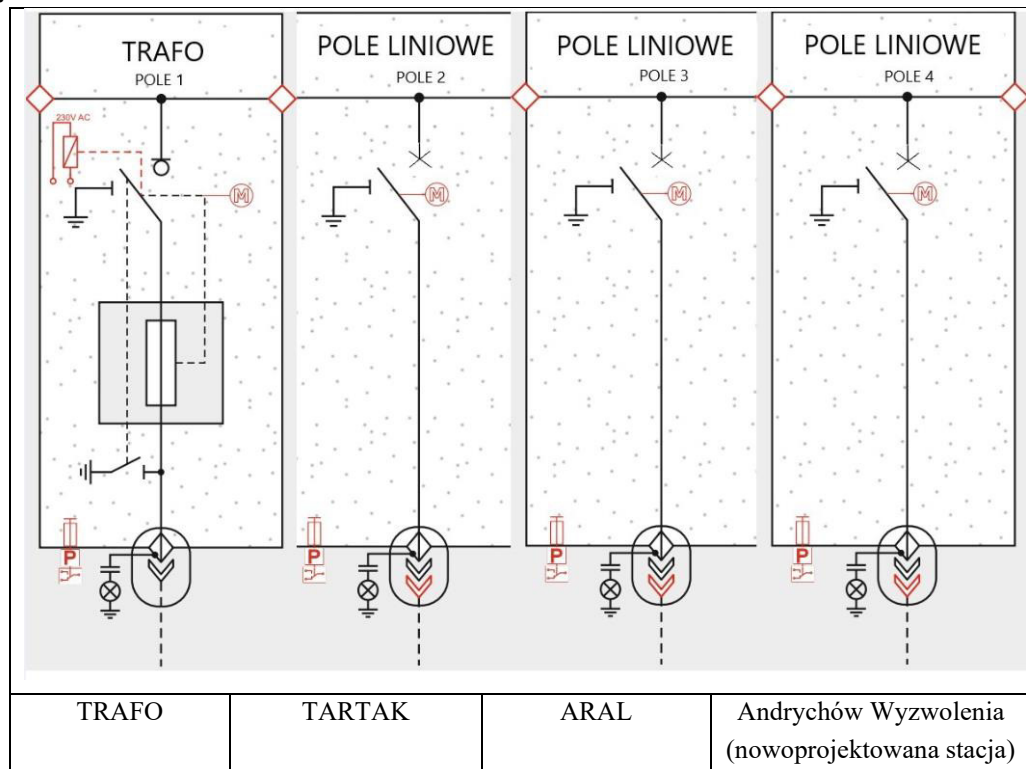 TRAFO
POLE 1
POLE LINIOWE
POLE 2
POLE LINIOWE
POLE 3
POLE LINIOWE
POLE 4
230V AC
M
M
M
M
P
P
P
P
TRAFO
TARTAK
ARAL
Andrychów Wyzwolenia
(nowoprojektowana stacja)